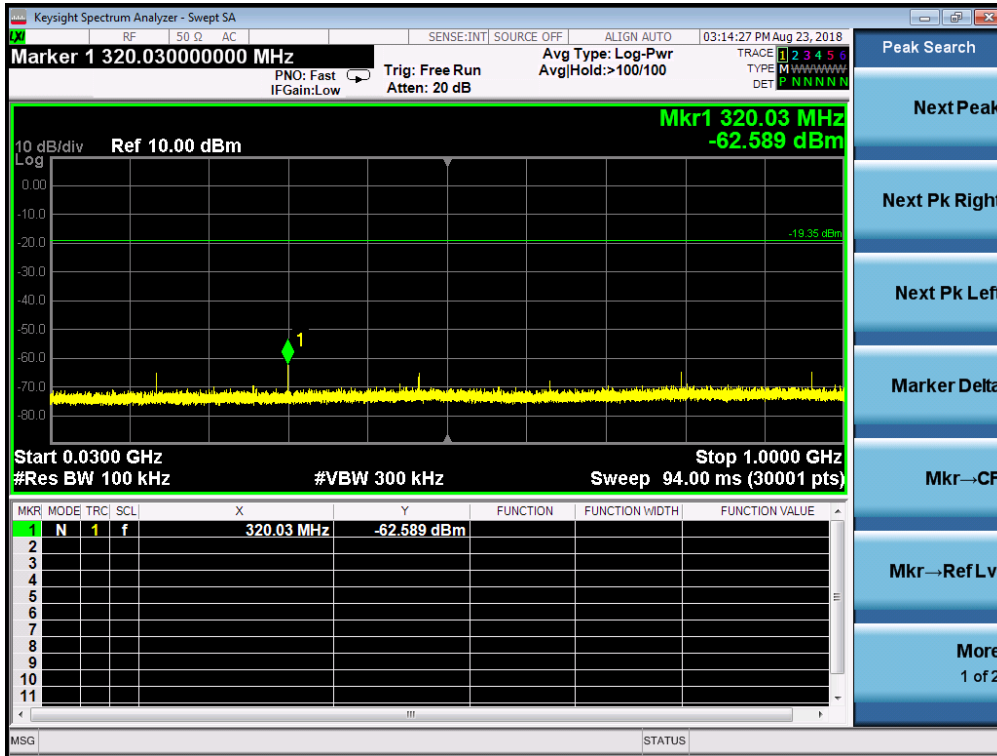 Keysight Spectrum Analyzer - Swept SA
LXI RF 50 Ω AC SENSE:INT SOURCE OFF ALIGN AUTO 03:14:27 PM Aug 23, 2018
Marker 1 320.030000000 MHz
PNO: Fast
IFGain:Low
Trig: Free Run
Atten: 20 dB
Avg Type: Log-Pwr
Avg|Hold:>100/100
TRACE 1 2 3 4 5 6
TYPE M W W W W W
DET P N N N N N
Mkr1 320.03 MHz
-62.589 dBm
10 dB/div Ref 10.00 dBm
Log
0.00
-10.0
-19.35 dBm
-20.0
-30.0
-40.0
-50.0
1
-60.0
-70.0
-80.0
Start 0.0300 GHz Stop 1.0000 GHz
#Res BW 100 kHz #VBW 300 kHz Sweep 94.00 ms (30001 pts)
MKR MODE TRC SCL X Y FUNCTION FUNCTION WIDTH FUNCTION VALUE
1 N 1 f 320.03 MHz -62.589 dBm
2
3
4
5
6
7
8
9
10
11
MSG STATUS
Peak Search
Next Peak
Next Pk Right
Next Pk Left
Marker Delta
Mkr→CF
Mkr→Ref Lv
More
1 of 2